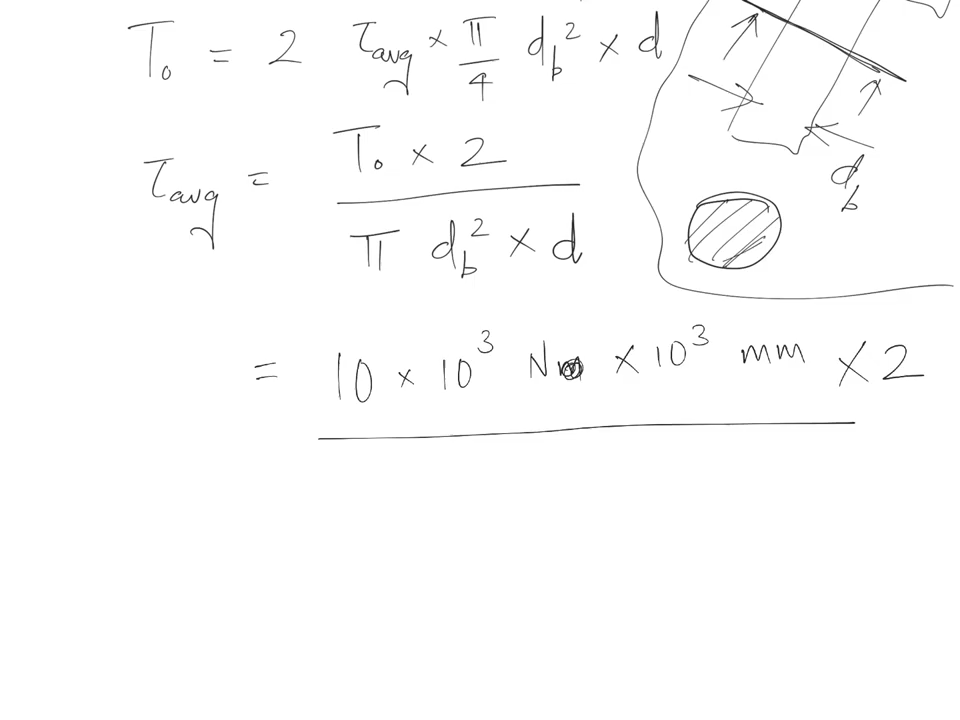 T₀ = 2 τavg × π/4 d_b² × d
d_b
τavg = T₀ × 2 / π d_b² × d
= 10 × 10³ N × 10³ mm × 2